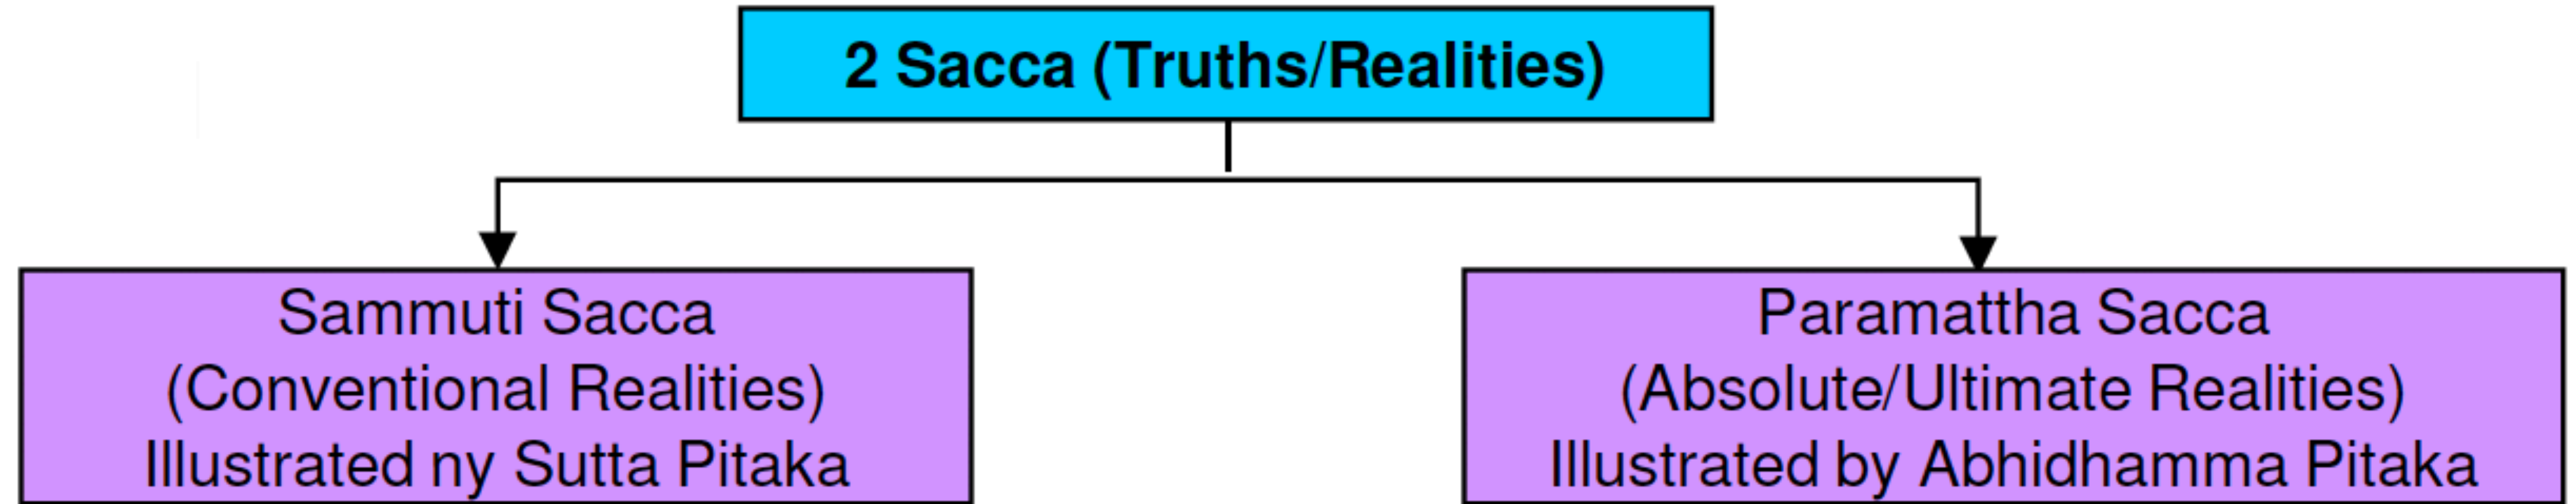 2 Sacca (Truths/Realities)
Sammuti Sacca
(Conventional Realities)
Illustrated ny Sutta Pitaka
Paramattha Sacca
(Absolute/Ultimate Realities)
Illustrated by Abhidhamma Pitaka